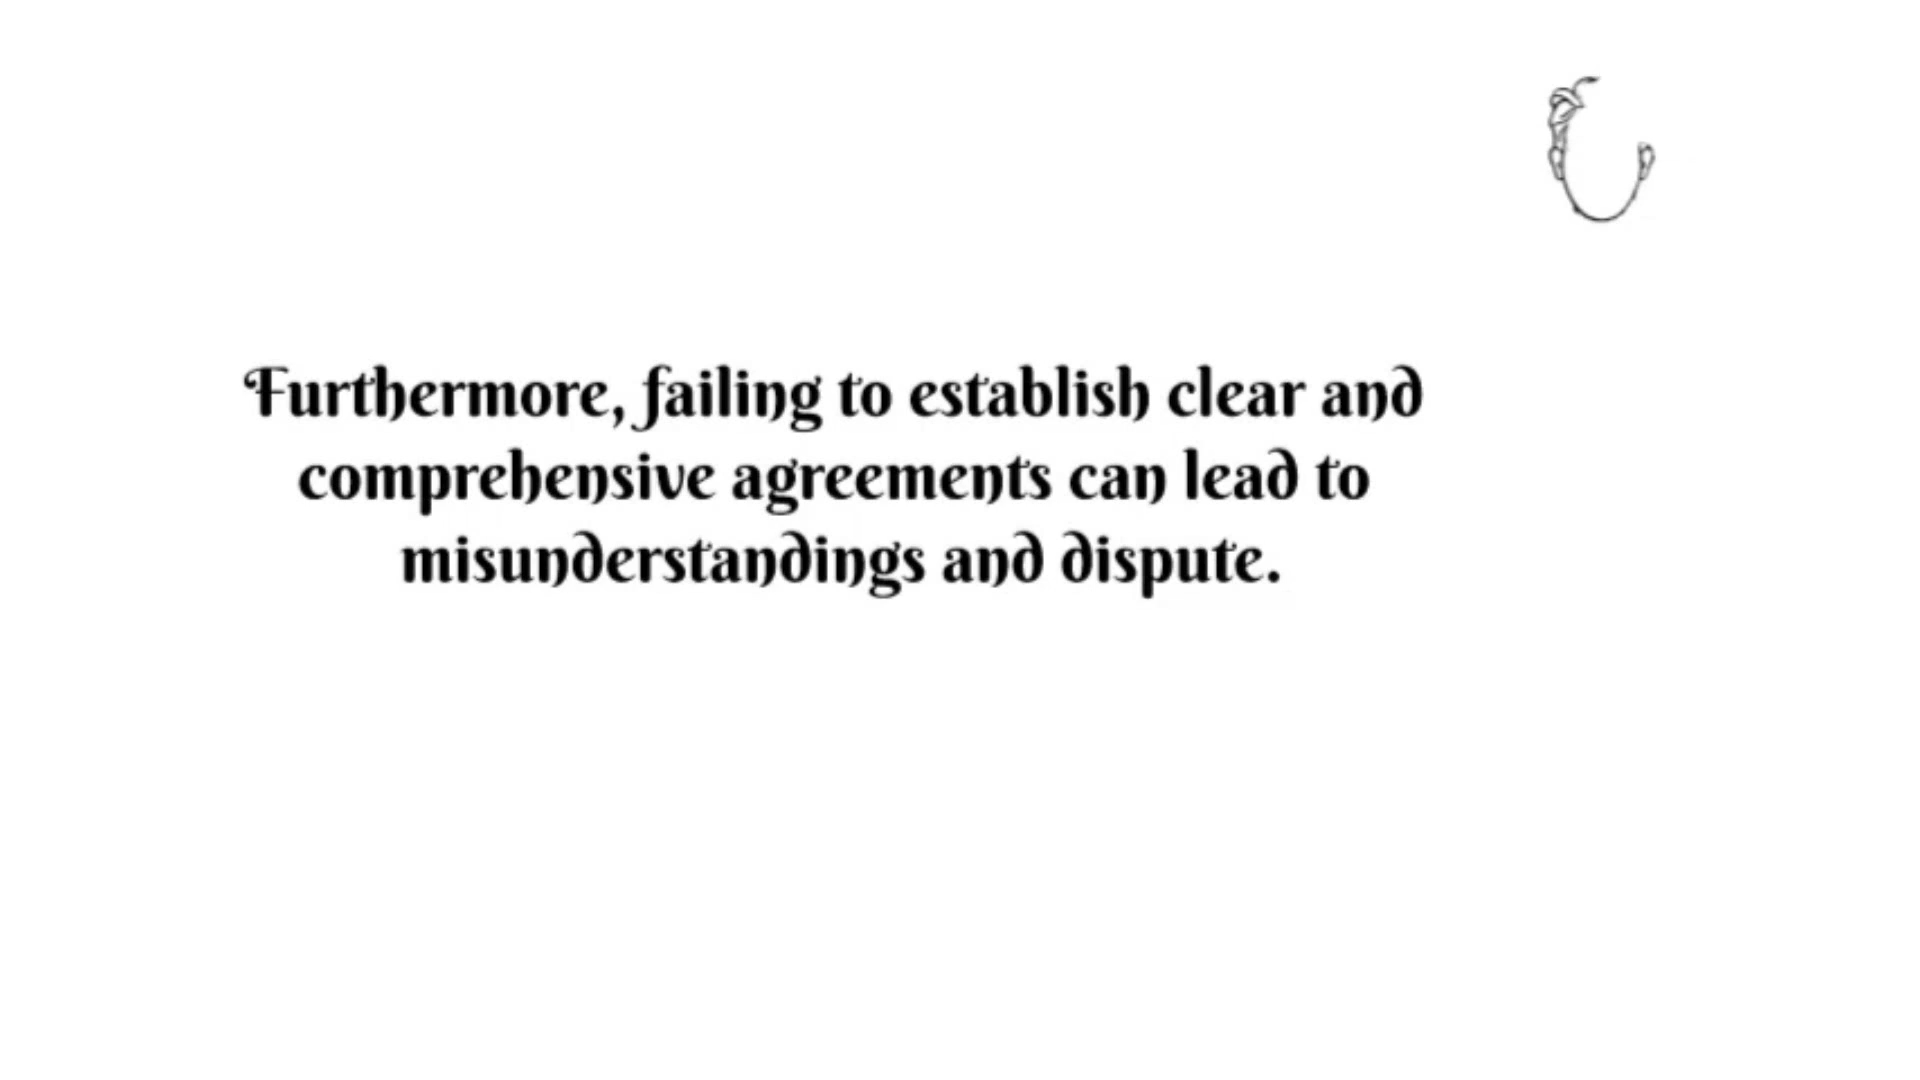 Furthermore, failing to establish clear and
comprehensive agreements can lead to
misunderstandings and dispute.